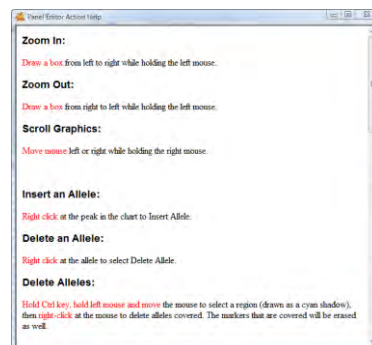 Panel Editor Action Help
Zoom In:
Draw a box from left to right while holding the left mouse.
Zoom Out:
Draw a box from right to left while holding the left mouse.
Scroll Graphics:
Move mouse left or right while holding the right mouse.
Insert an Allele:
Right click at the peak in the chart to Insert Allele.
Delete an Allele:
Right click at the allele to select Delete Allele.
Delete Alleles:
Hold Ctrl key, hold left mouse and move the mouse to select a region (drawn as a cyan shadow),
then right-click at the mouse to delete alleles covered. The markers that are covered will be erased
as well.